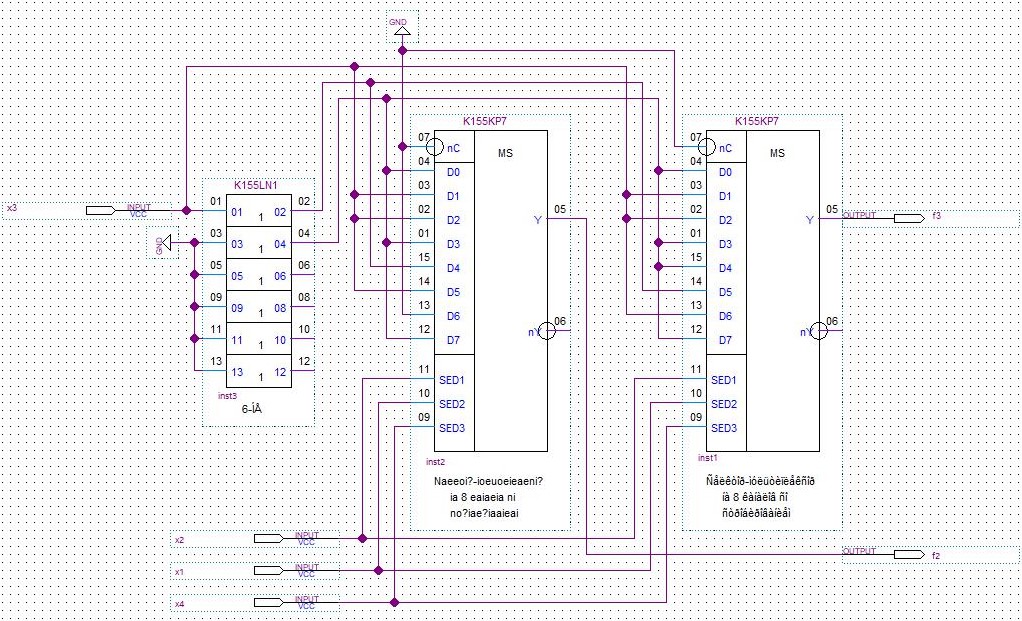 GND
x3
INPUT
VCC
GND
K155LN1
01 01 1 02 02
03 03 1 04 04
05 05 1 06 06
09 09 1 08 08
11 11 1 10 10
13 13 1 12 12
inst3
6-ÍÅ
K155KP7
MS
07 nC
04 D0
03 D1
02 D2
01 D3
15 D4
14 D5
13 D6
12 D7
11 SED1
10 SED2
09 SED3
Y 05
nY 06
inst2
Naeeoi?-ioeuoeieaeni?
ia 8 eaiaeia ni
no?iae?iaaieai
K155KP7
MS
07 nC
04 D0
03 D1
02 D2
01 D3
15 D4
14 D5
13 D6
12 D7
11 SED1
10 SED2
09 SED3
Y 05
nY 06
inst1
íà 8 êàíàëîâ ñî
ñòðîáèðîâàíèåì
OUTPUT f3
x2
INPUT
VCC
x1
INPUT
VCC
x4
INPUT
VCC
OUTPUT f2